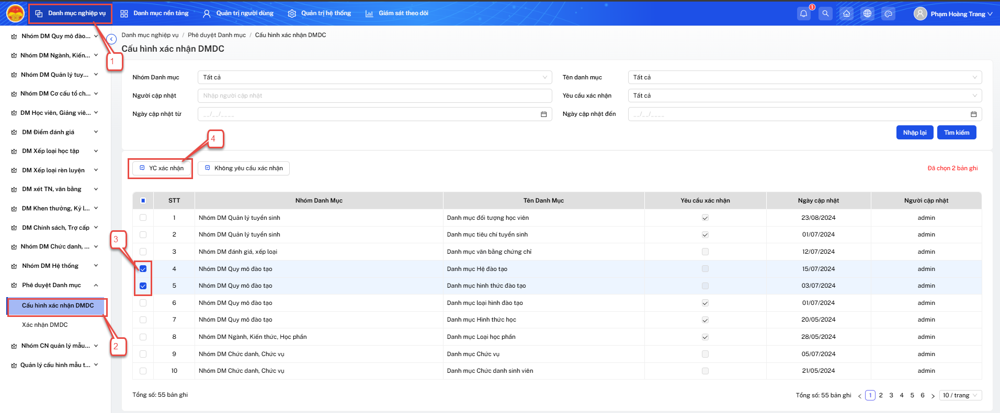 Danh mục nghiệp vụ
Danh mục nền tảng
Quản trị người dùng
Quản trị hệ thống
Giám sát theo dõi
1
Phạm Hoàng Trang
Nhóm DM Quy mô đào...
Nhóm DM Ngành, Kiến...
Nhóm DM Quản lý tuy...
Nhóm DM Cơ cấu tổ ch...
DM Học viên, Giảng viê...
DM Điểm đánh giá
DM Xếp loại học tập
DM Xếp loại rèn luyện
DM xét TN, văn bằng
DM Khen thưởng, Kỷ l...
DM Chính sách, Trợ cấp
Nhóm DM Chức danh, ...
Nhóm DM Hệ thống
Phê duyệt Danh mục
Cấu hình xác nhận DMDC
Xác nhận DMDC
Nhóm CN quản lý mẫu...
Quản lý cấu hình mẫu t...
1
2
3
4
Danh mục nghiệp vụ / Phê duyệt Danh mục / Cấu hình xác nhận DMDC
Cấu hình xác nhận DMDC
Nhóm Danh mục Tất cả Tên danh mục Tất cả
Người cập nhật Nhập người cập nhật Yêu cầu xác nhận Tất cả
Ngày cập nhật từ __/__/____ Ngày cập nhật đến __/__/____
Nhập lại Tìm kiếm
YC xác nhận Không yêu cầu xác nhận Đã chọn 2 bản ghi
STT Nhóm Danh Mục Tên Danh Mục Yêu cầu xác nhận Ngày cập nhật Người cập nhật
1 Nhóm DM Quản lý tuyển sinh Danh mục đối tượng học viên 23/08/2024 admin
2 Nhóm DM Quản lý tuyển sinh Danh mục tiêu chí tuyển sinh 01/07/2024 admin
3 Nhóm DM đánh giá, xếp loại Danh mục văn bằng chứng chỉ 12/07/2024 admin
4 Nhóm DM Quy mô đào tạo Danh mục Hệ đào tạo 15/07/2024 admin
5 Nhóm DM Quy mô đào tạo Danh mục hình thức đào tạo 03/07/2024 admin
6 Nhóm DM Quy mô đào tạo Danh mục loại hình đào tạo 01/07/2024 admin
7 Nhóm DM Quy mô đào tạo Danh mục Hình thức học 20/05/2024 admin
8 Nhóm DM Ngành, Kiến thức, Học phần Danh mục Loại học phần 28/05/2024 admin
9 Nhóm DM Chức danh, Chức vụ Danh mục Chức vụ 05/07/2024 admin
10 Nhóm DM Chức danh, Chức vụ Danh mục Chức danh sinh viên 21/05/2024 admin
Tổng số: 55 bản ghi Tổng số: 55 bản ghi < 1 2 3 4 5 6 > 10 / trang